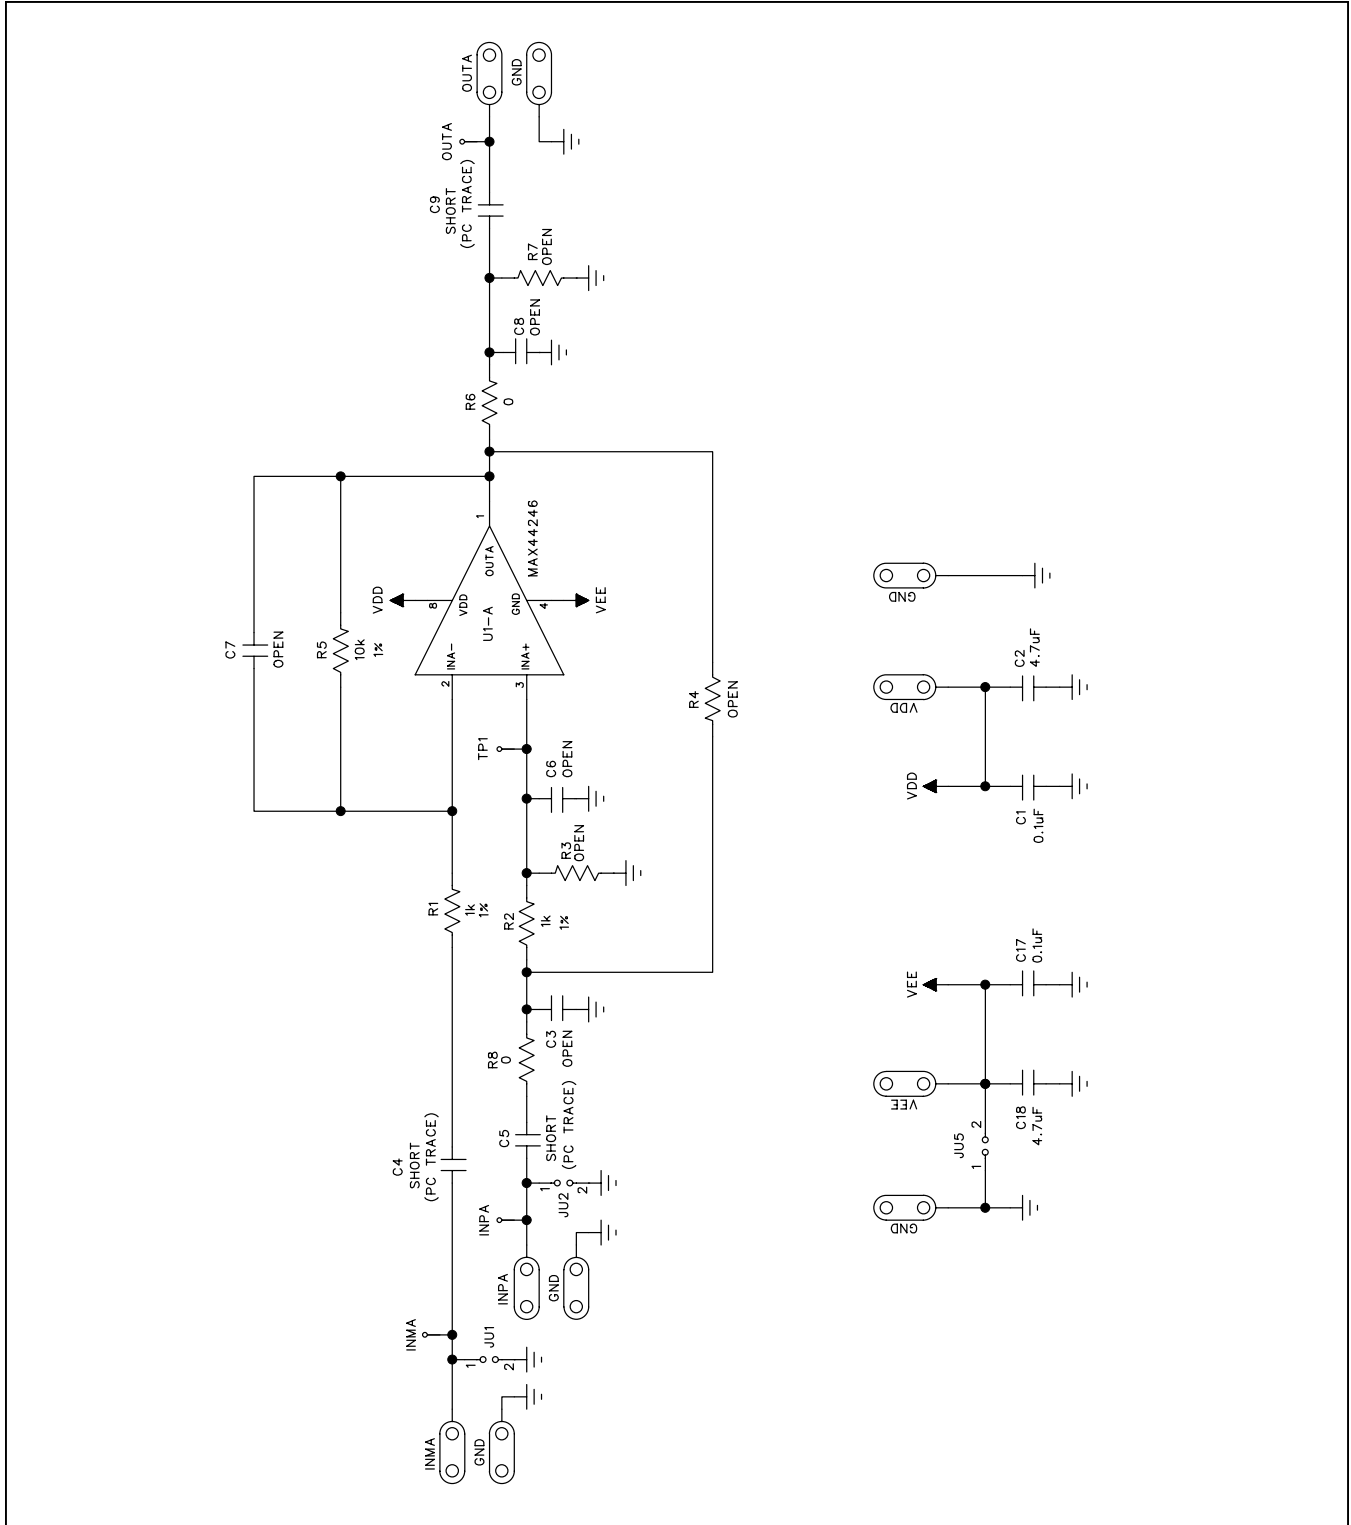 OUTA
GND
OUTA
C9
SHORT
(PC TRACE)
R7
OPEN
C8
OPEN
R6
0
1
OUTA
MAX44246
VDD
8
VDD
U1-A
GND
4
VEE
C7
OPEN
R5
10k
1%
INA-
2
INA+
3
R4
OPEN
TP1
C6
OPEN
R3
OPEN
R1
1k
1%
R2
1k
1%
R8
0
C3
OPEN
C4
SHORT
(PC TRACE)
C5
SHORT
(PC TRACE)
1
2
JU2
INPA
INPA
GND
INMA
JU1
1
2
INMA
GND
GND
VDD
C2
4.7uF
VDD
C1
0.1uF
VEE
C17
0.1uF
VEE
C18
4.7uF
JU5
2
1
GND